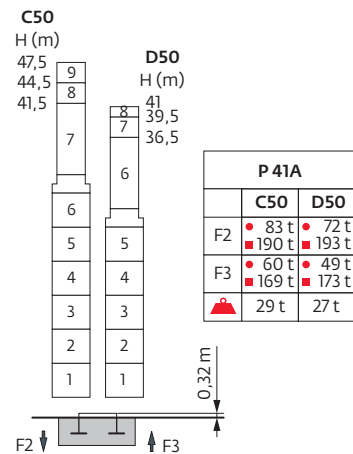 C50
H (m)
47,5
44,5
41,5
9
8
7
6
5
4
3
2
1
D50
H (m)
41
39,5
36,5
8
7
6
5
4
3
2
1
0,32 m
F2
F3
P 41A
C50 D50
F2 ● 83 t ● 72 t
■ 190 t ■ 193 t
F3 ● 60 t ● 49 t
■ 169 t ■ 173 t
29 t 27 t